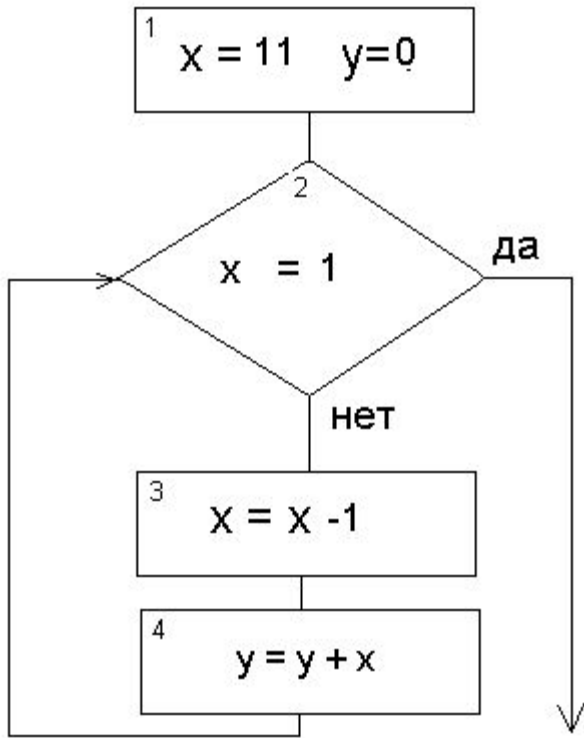 1
x = 11 y=0
2
x = 1
да
нет
3
x = x -1
4
y = y + x